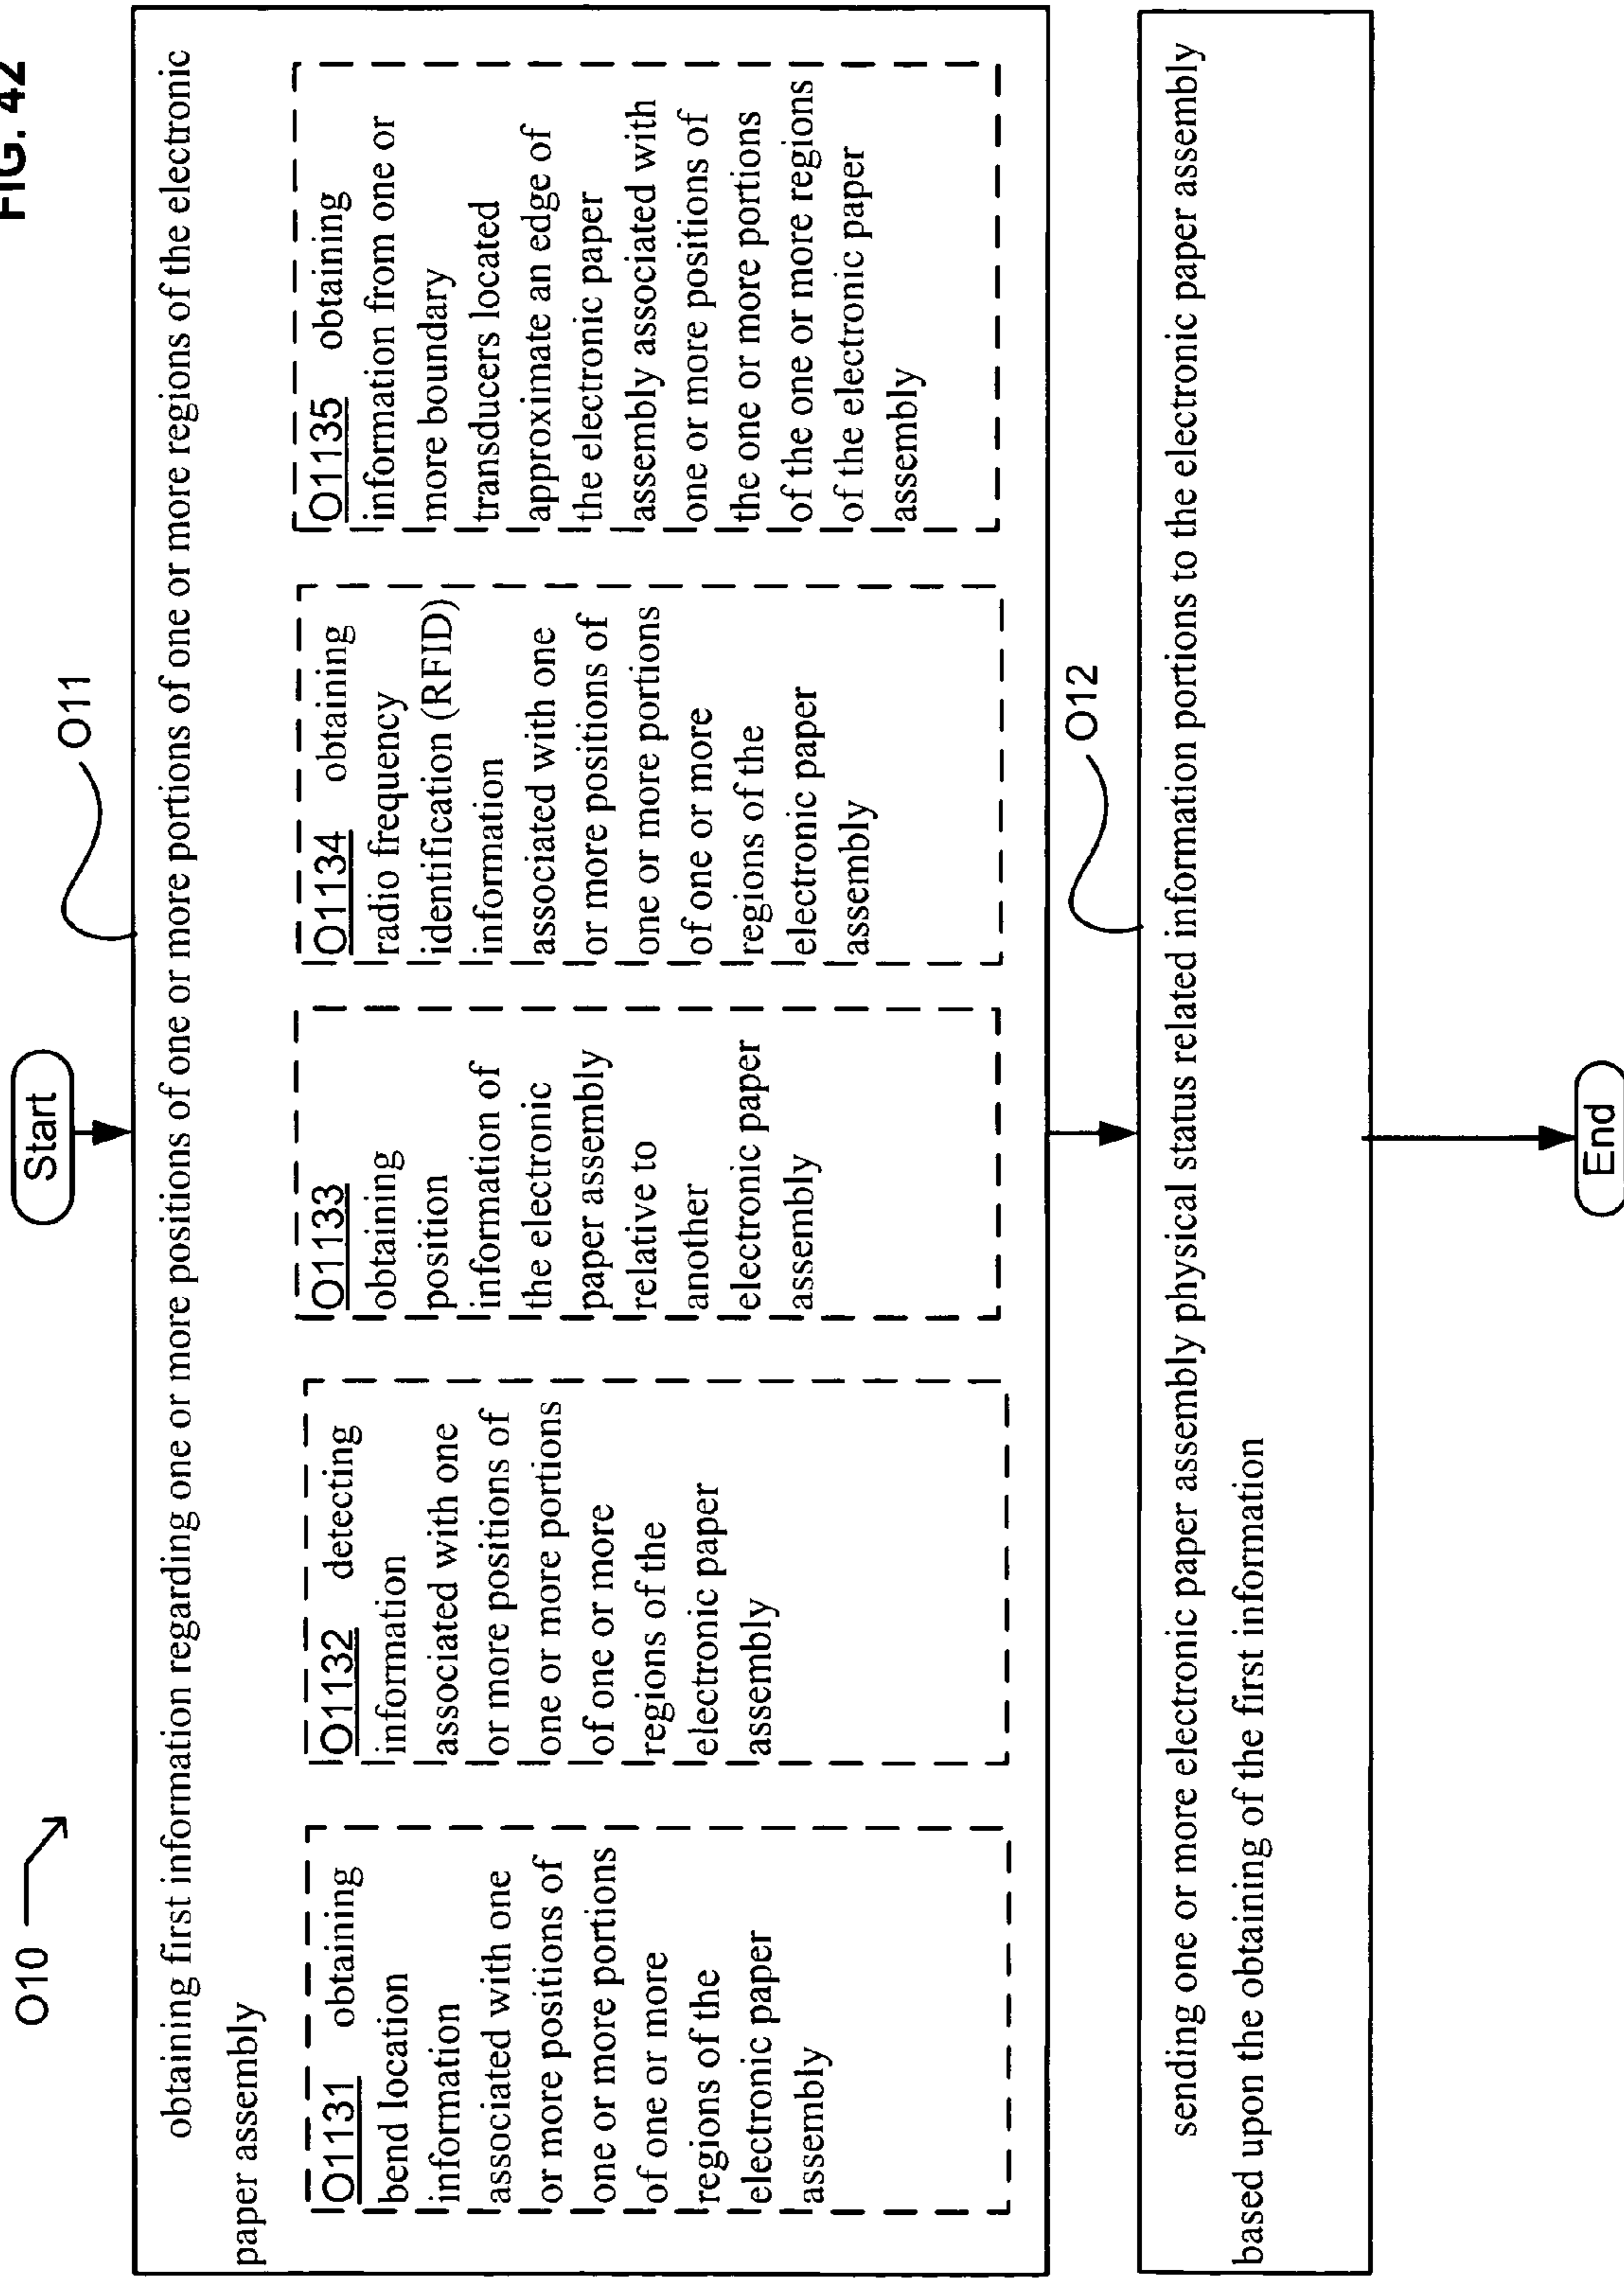 FIG. 42
O10
Start
O11
obtaining first information regarding one or more positions of one or more portions of one or more regions of the electronic
paper assembly
O1131 obtaining
bend location
information
associated with one
or more positions of
one or more portions
of one or more
regions of the
electronic paper
assembly
O1132 detecting
information
associated with one
or more positions of
one or more portions
of one or more
regions of the
electronic paper
assembly
O1133
obtaining
position
information of
the electronic
paper assembly
relative to
another
electronic paper
assembly
O1134 obtaining
radio frequency
identification (RFID)
information
associated with one
or more positions of
one or more portions
of one or more
regions of the
electronic paper
assembly
O1135 obtaining
information from one or
more boundary
transducers located
approximate an edge of
the electronic paper
assembly associated with
one or more positions of
the one or more portions
of the one or more regions
of the electronic paper
assembly
O12
sending one or more electronic paper assembly physical status related information portions to the electronic paper assembly
based upon the obtaining of the first information
End